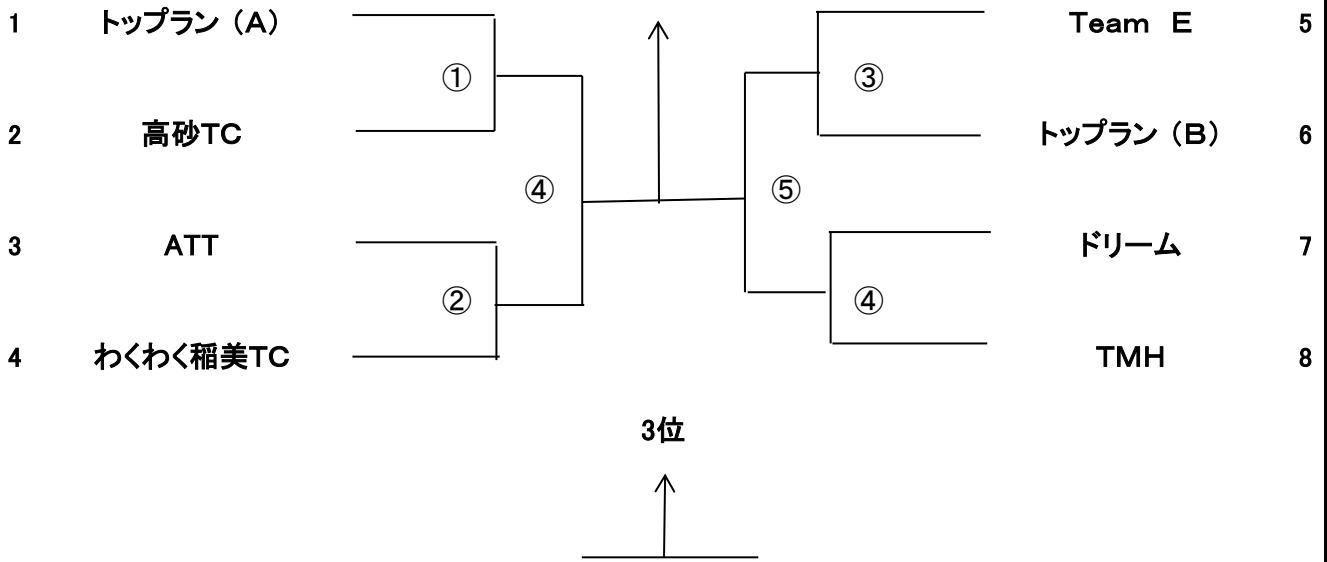 1 トップラン（A） Team E 5
① ③
2 高砂TC トップラン（B） 6
④ ⑤
3 ATT ドリーム 7
② ④
4 わくわく稲美TC TMH 8
3位